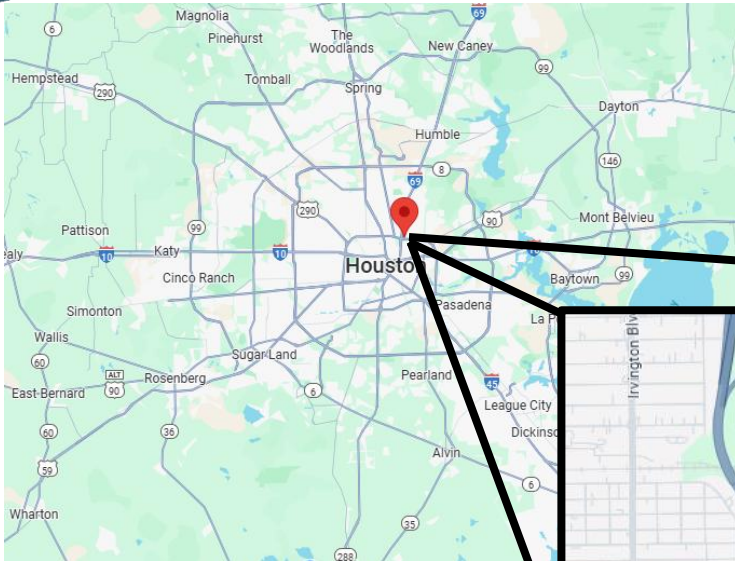 Magnolia
69
6
Pinehurst
The
Woodlands
New Caney
99
Hempstead
Tomball
290
Spring
Dayton
Humble
146
8
69
290
90
99
Mont Belvieu
Pattison
ealy
10
Katy
10
Houston
Baytown
99
Cinco Ranch
Simonton
Pasadena
La P
Wallis
Sugar Land
60
ALT
90
Rosenberg
Pearland
6
45
East Bernard
League City
Irvington Blv
60
36
Dickinso
Alvin
59
6
Wharton
35
288